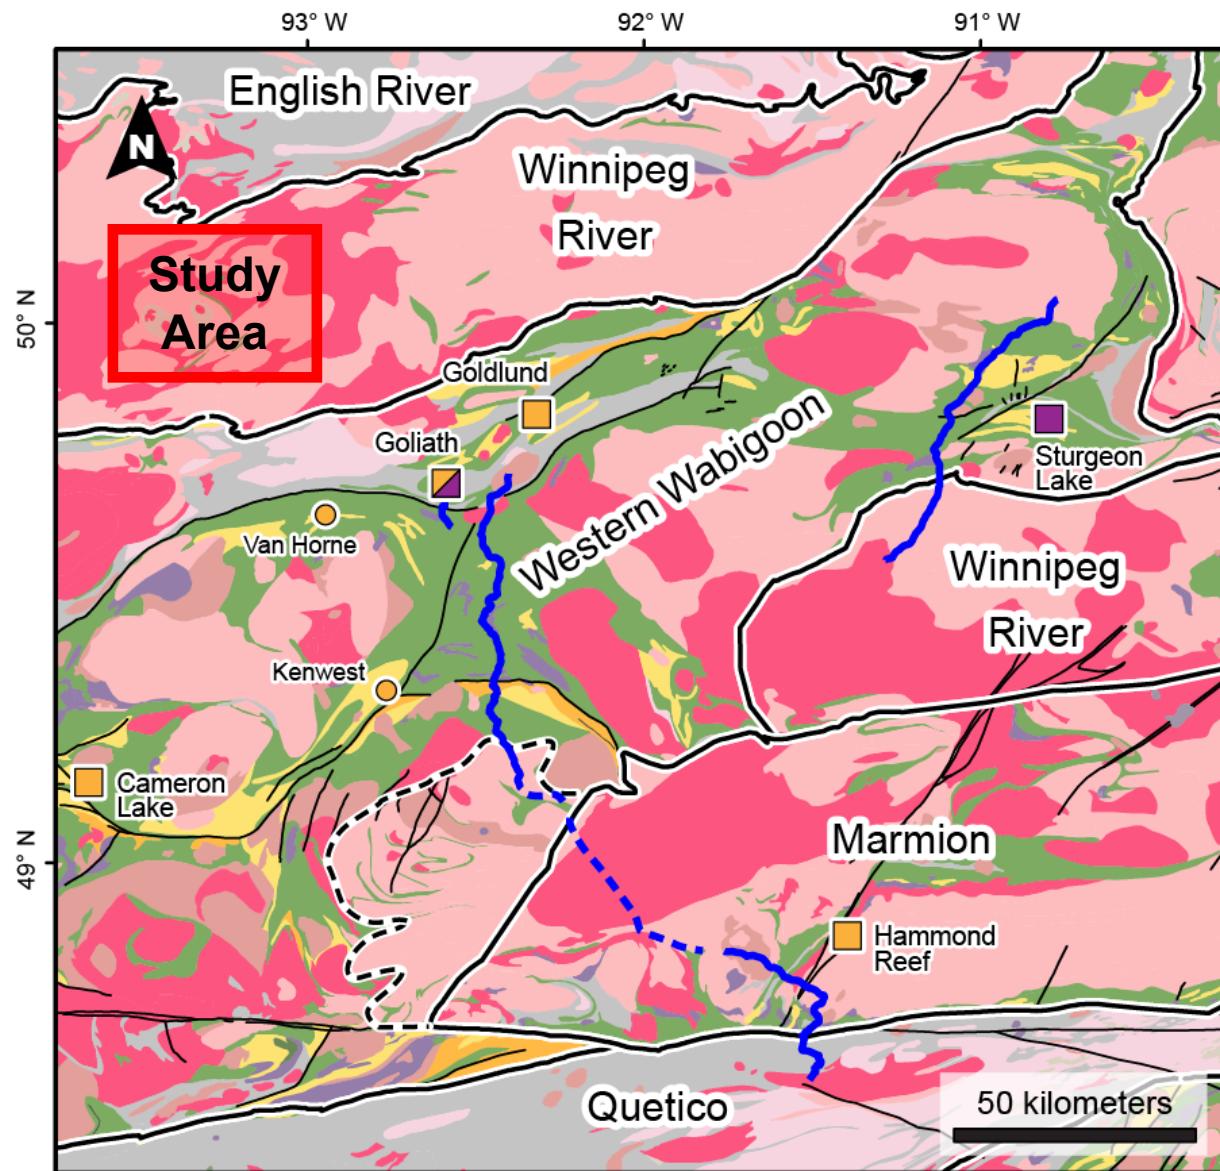 93° W
92° W
91° W
English River
N
Winnipeg
River
Study
Area
50° N
Goldlund
Goliath
Western Wabigoon
Sturgeon
Lake
Van Horne
Winnipeg
River
Kenwest
Cameron
Lake
Marmion
49° N
Hammond
Reef
Quetico
50 kilometers